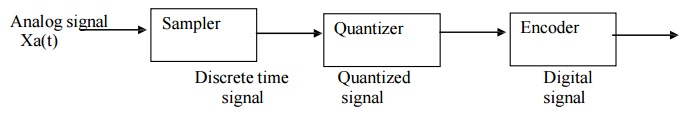 Analog signal
Xa(t)
Sampler
Quantizer
Encoder
Discrete time
signal
Quantized
signal
Digital
signal